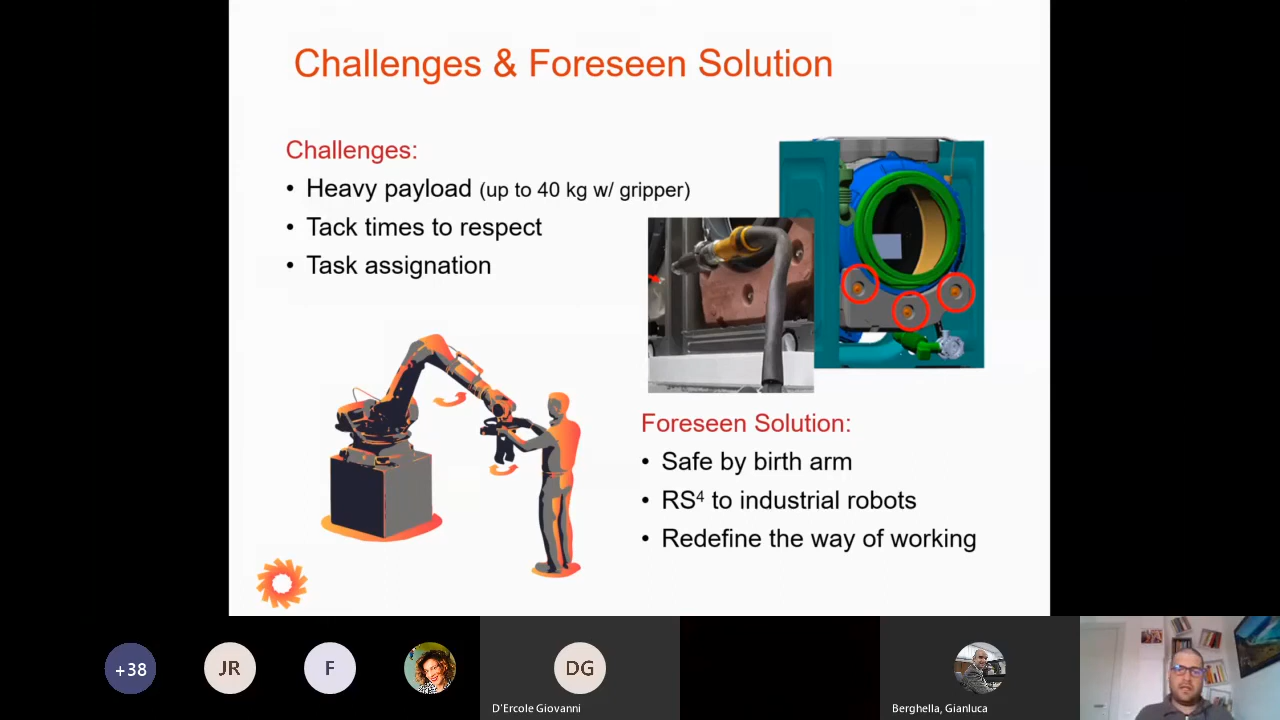 Challenges & Foreseen Solution
Challenges:
• Heavy payload (up to 40 kg w/ gripper)
• Tack times to respect
• Task assignation
Foreseen Solution:
• Safe by birth arm
• RS⁴ to industrial robots
• Redefine the way of working
+38
JR
F
DG
D'Ercole Giovanni
Berghella, Gianluca